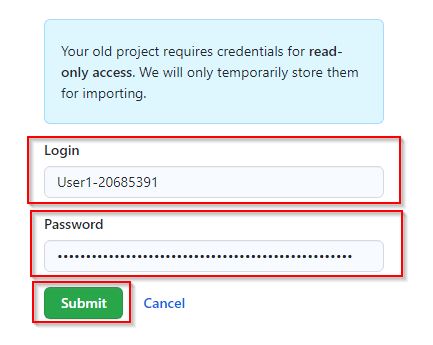 Your old project requires credentials for read-
only access. We will only temporarily store them
for importing.
Login
User1-20685391
Password
••••••••••••••••••••••••••••••••••••••••••••••••••••
Submit Cancel